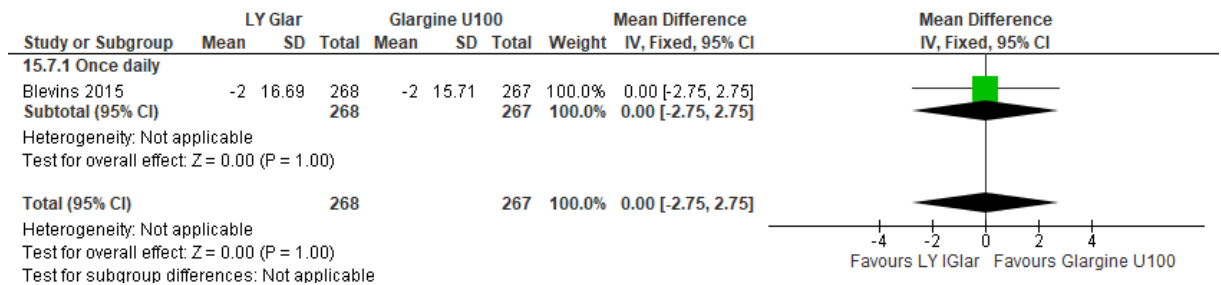 LY Glar Glargine U100 Mean Difference Mean Difference
Study or Subgroup Mean SD Total Mean SD Total Weight IV, Fixed, 95% CI IV, Fixed, 95% CI
15.7.1 Once daily
Blevins 2015 -2 16.69 268 -2 15.71 267 100.0% 0.00 [-2.75, 2.75]
Subtotal (95% CI) 268 267 100.0% 0.00 [-2.75, 2.75]
Heterogeneity: Not applicable
Test for overall effect: Z = 0.00 (P = 1.00)
Total (95% CI) 268 267 100.0% 0.00 [-2.75, 2.75]
Heterogeneity: Not applicable
Test for overall effect: Z = 0.00 (P = 1.00)
Test for subgroup differences: Not applicable
-4 -2 0 2 4
Favours LY IGlar Favours Glargine U100